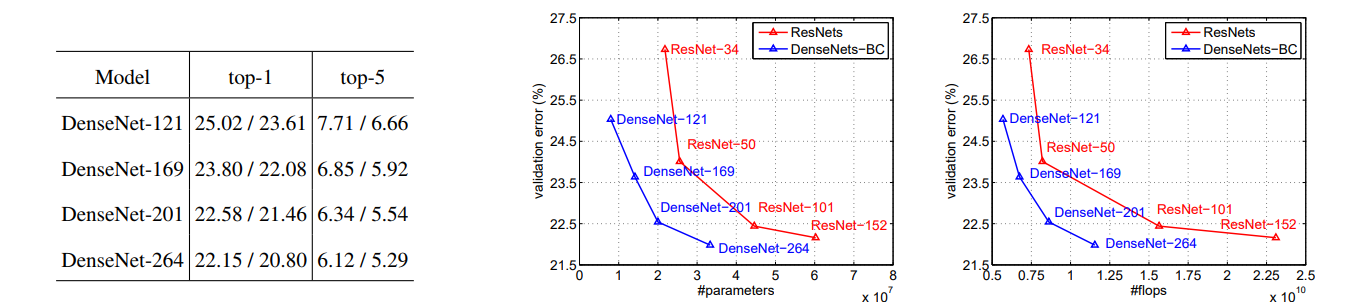 Model top-1 top-5
DenseNet-121 25.02 / 23.61 7.71 / 6.66
DenseNet-169 23.80 / 22.08 6.85 / 5.92
DenseNet-201 22.58 / 21.46 6.34 / 5.54
DenseNet-264 22.15 / 20.80 6.12 / 5.29
27.5
26.5
25.5
24.5
23.5
22.5
21.5
validation error (%)
0 1 2 3 4 5 6 7 8
x 10^7
#parameters
ResNets
DenseNets−BC
ResNet−34
DenseNet−121
ResNet−50
DenseNet−169
DenseNet−201
ResNet−101
ResNet−152
DenseNet−264
27.5
26.5
25.5
24.5
23.5
22.5
21.5
validation error (%)
0.5 0.75 1 1.25 1.5 1.75 2 2.25 2.5
x 10^10
#flops
ResNets
DenseNets−BC
ResNet−34
DenseNet−121
ResNet−50
DenseNet−169
DenseNet−201
ResNet−101
ResNet−152
DenseNet−264